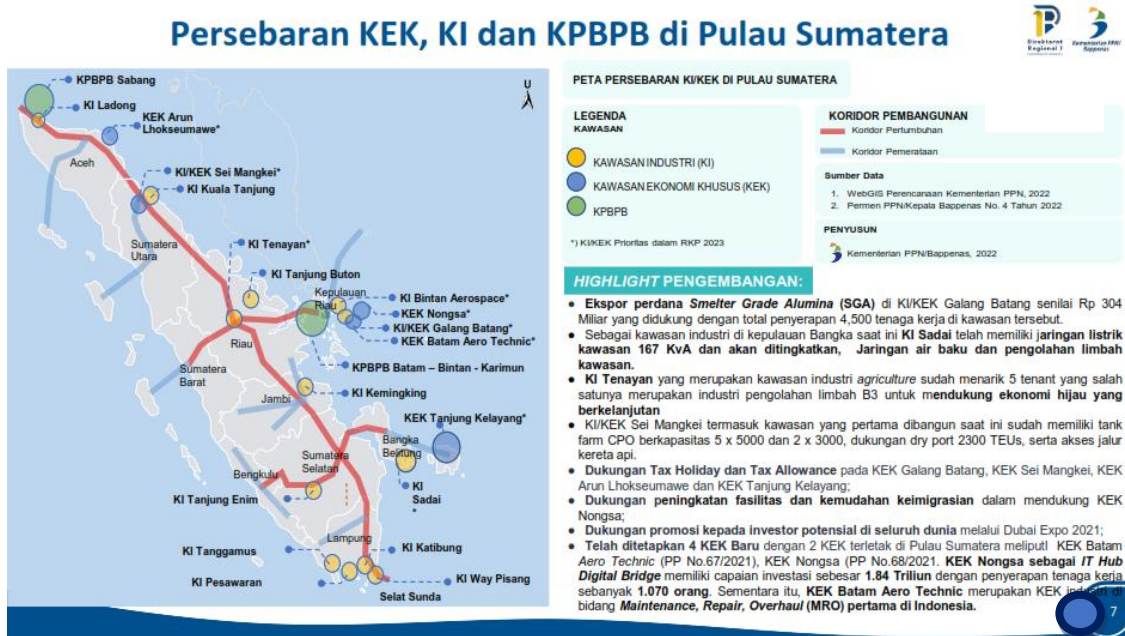 Persebaran KEK, KI dan KPBPB di Pulau Sumatera
Direktorat
Regional I
Kementerian PPN/
Bappenas
KPBPB Sabang
KI Ladong
KEK Arun
Lhokseumawe*
Aceh
KI/KEK Sei Mangkei*
KI Kuala Tanjung
Sumatera
Utara
KI Tenayan*
KI Tanjung Buton
Kepulauan
Riau
KI Bintan Aerospace*
KEK Nongsa*
KI/KEK Galang Batang*
KEK Batam Aero Technic*
Riau
KPBPB Batam – Bintan - Karimun
Sumatera
Barat
KI Kemingking
Jambi
KEK Tanjung Kelayang*
Bangka
Belitung
Sumatera
Selatan
Bengkulu
KI
Sadai
*
KI Tanjung Enim
Lampung
KI Tanggamus
KI Katibung
KI Pesawaran
KI Way Pisang
Selat Sunda
U
PETA PERSEBARAN KI/KEK DI PULAU SUMATERA
LEGENDA
KAWASAN
KAWASAN INDUSTRI (KI)
KAWASAN EKONOMI KHUSUS (KEK)
KPBPB
*) KI/KEK Prioritas dalam RKP 2023
KORIDOR PEMBANGUNAN
Koridor Pertumbuhan
Koridor Pemerataan
Sumber Data
1. WebGIS Perencanaan Kementerian PPN, 2022
2. Permen PPN/Kepala Bappenas No. 4 Tahun 2022
PENYUSUN
Kementerian PPN/Bappenas, 2022
HIGHLIGHT PENGEMBANGAN:
● Ekspor perdana Smelter Grade Alumina (SGA) di KI/KEK Galang Batang senilai Rp 304
Miliar yang didukung dengan total penyerapan 4,500 tenaga kerja di kawasan tersebut.
● Sebagai kawasan industri di kepulauan Bangka saat ini KI Sadai telah memiliki jaringan listrik
kawasan 167 KvA dan akan ditingkatkan, Jaringan air baku dan pengolahan limbah
kawasan.
● KI Tenayan yang merupakan kawasan industri agriculture sudah menarik 5 tenant yang salah
satunya merupakan industri pengolahan limbah B3 untuk mendukung ekonomi hijau yang
berkelanjutan
● KI/KEK Sei Mangkei termasuk kawasan yang pertama dibangun saat ini sudah memiliki tank
farm CPO berkapasitas 5 x 5000 dan 2 x 3000, dukungan dry port 2300 TEUs, serta akses jalur
kereta api.
● Dukungan Tax Holiday dan Tax Allowance pada KEK Galang Batang, KEK Sei Mangkei, KEK
Arun Lhokseumawe dan KEK Tanjung Kelayang;
● Dukungan peningkatan fasilitas dan kemudahan keimigrasian dalam mendukung KEK
Nongsa;
● Dukungan promosi kepada investor potensial di seluruh dunia melalui Dubai Expo 2021;
● Telah ditetapkan 4 KEK Baru dengan 2 KEK terletak di Pulau Sumatera meliputI KEK Batam
Aero Technic (PP No.67/2021), KEK Nongsa (PP No.68/2021. KEK Nongsa sebagai IT Hub
Digital Bridge memiliki capaian investasi sebesar 1.84 Triliun dengan penyerapan tenaga kerja
sebanyak 1.070 orang. Sementara itu, KEK Batam Aero Technic merupakan KEK industri di
bidang Maintenance, Repair, Overhaul (MRO) pertama di Indonesia.
7